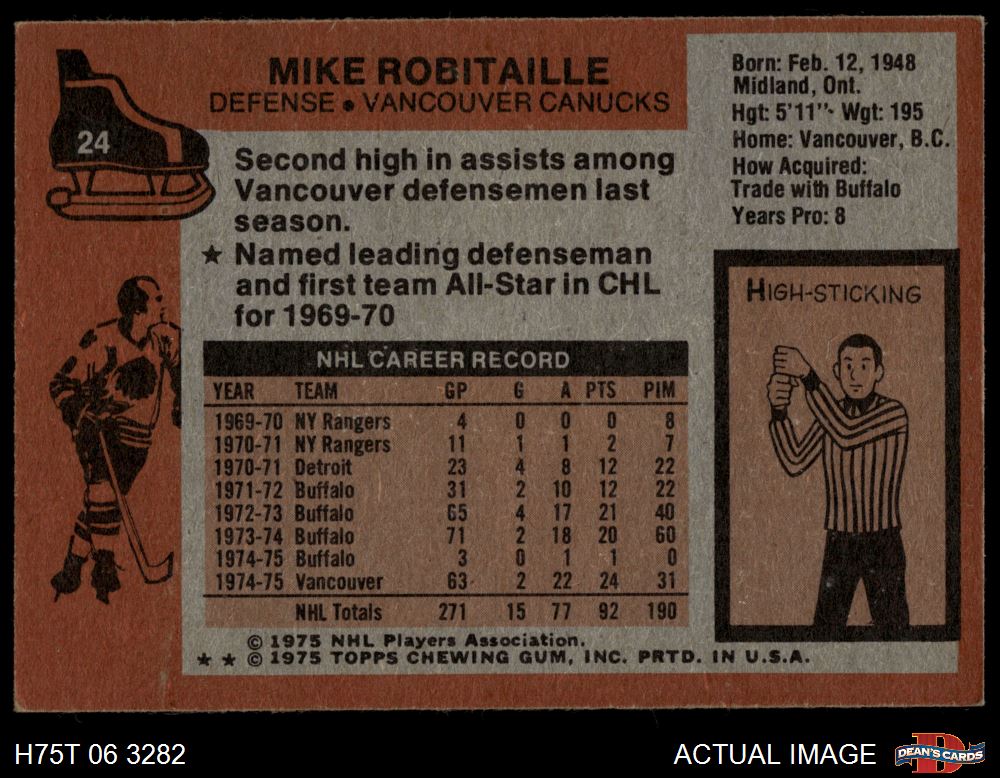 24
MIKE ROBITAILLE
DEFENSE • VANCOUVER CANUCKS
Second high in assists among
Vancouver defensemen last
season.
★ Named leading defenseman
and first team All-Star in CHL
for 1969-70
Born: Feb. 12, 1948
Midland, Ont.
Hgt: 5'11"- Wgt: 195
Home: Vancouver, B.C.
How Acquired:
Trade with Buffalo
Years Pro: 8
HIGH-STICKING
NHL CAREER RECORD
YEAR TEAM GP G A PTS PIM
1969-70 NY Rangers 4 0 0 0 8
1970-71 NY Rangers 11 1 1 2 7
1970-71 Detroit 23 4 8 12 22
1971-72 Buffalo 31 2 10 12 22
1972-73 Buffalo 65 4 17 21 40
1973-74 Buffalo 71 2 18 20 60
1974-75 Buffalo 3 0 1 1 0
1974-75 Vancouver 63 2 22 24 31
NHL Totals 271 15 77 92 190
© 1975 NHL Players Association.
★ ★ © 1975 TOPPS CHEWING GUM, INC. PRTD. IN U.S.A.
H75T 06 3282
ACTUAL IMAGE
D
DEAN'S CARDS